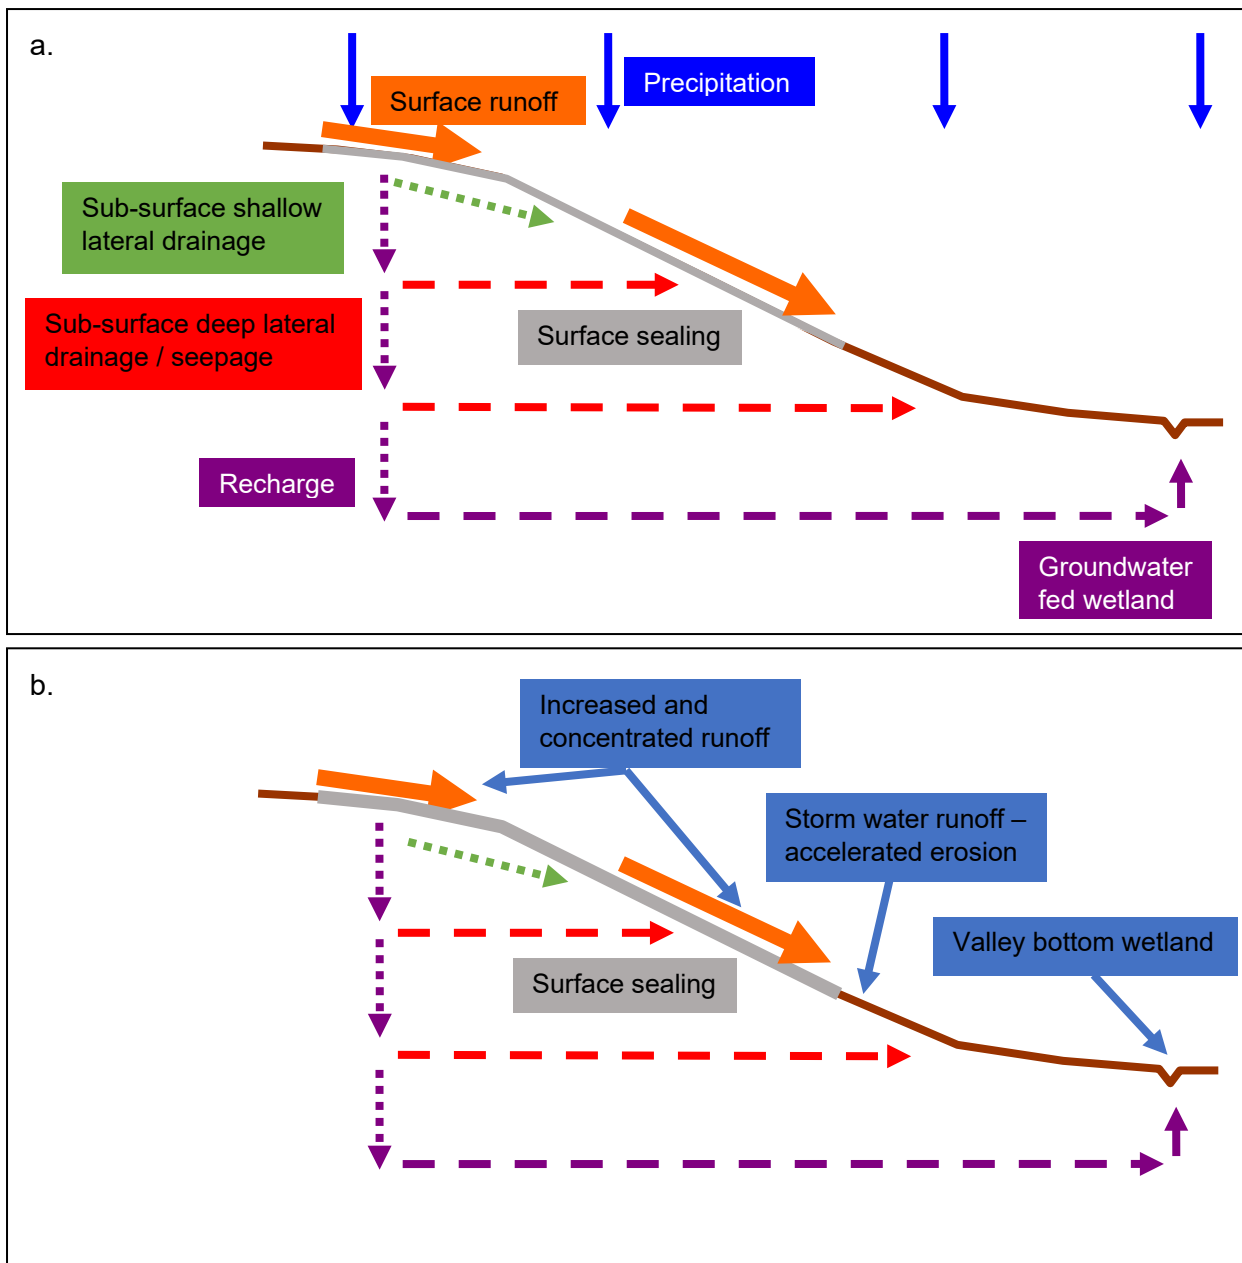 a.
Surface runoff
Precipitation
Sub-surface shallow
lateral drainage
Sub-surface deep lateral
drainage / seepage
Surface sealing
Recharge
Groundwater
fed wetland
b.
Increased and
concentrated runoff
Storm water runoff –
accelerated erosion
Valley bottom wetland
Surface sealing